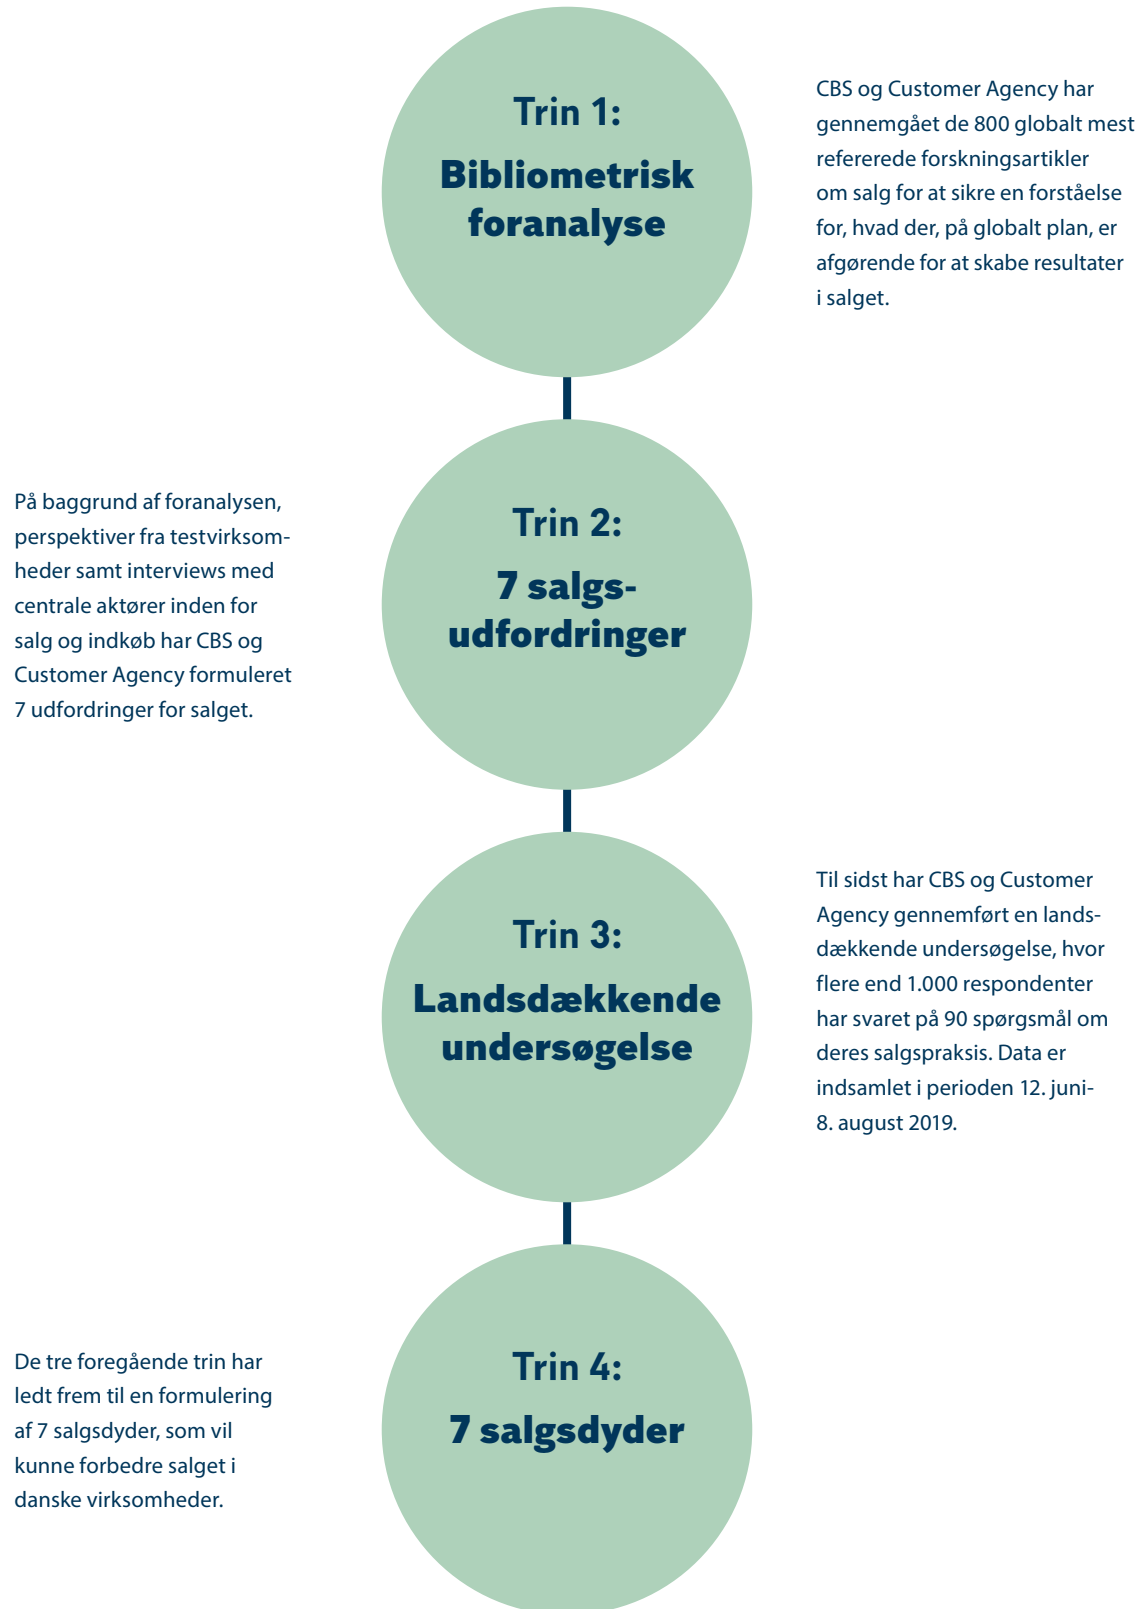 Trin 1:
Bibliometrisk
foranalyse
CBS og Customer Agency har
gennemgået de 800 globalt mest
refererede forskningsartikler
om salg for at sikre en forståelse
for, hvad der, på globalt plan, er
afgørende for at skabe resultater
i salget.
Trin 2:
7 salgs-
udfordringer
På baggrund af foranalysen,
perspektiver fra testvirksom-
heder samt interviews med
centrale aktører inden for
salg og indkøb har CBS og
Customer Agency formuleret
7 udfordringer for salget.
Trin 3:
Landsdækkende
undersøgelse
Til sidst har CBS og Customer
Agency gennemført en lands-
dækkende undersøgelse, hvor
flere end 1.000 respondenter
har svaret på 90 spørgsmål om
deres salgspraksis. Data er
indsamlet i perioden 12. juni-
8. august 2019.
Trin 4:
7 salgsdyder
De tre foregående trin har
ledt frem til en formulering
af 7 salgsdyder, som vil
kunne forbedre salget i
danske virksomheder.